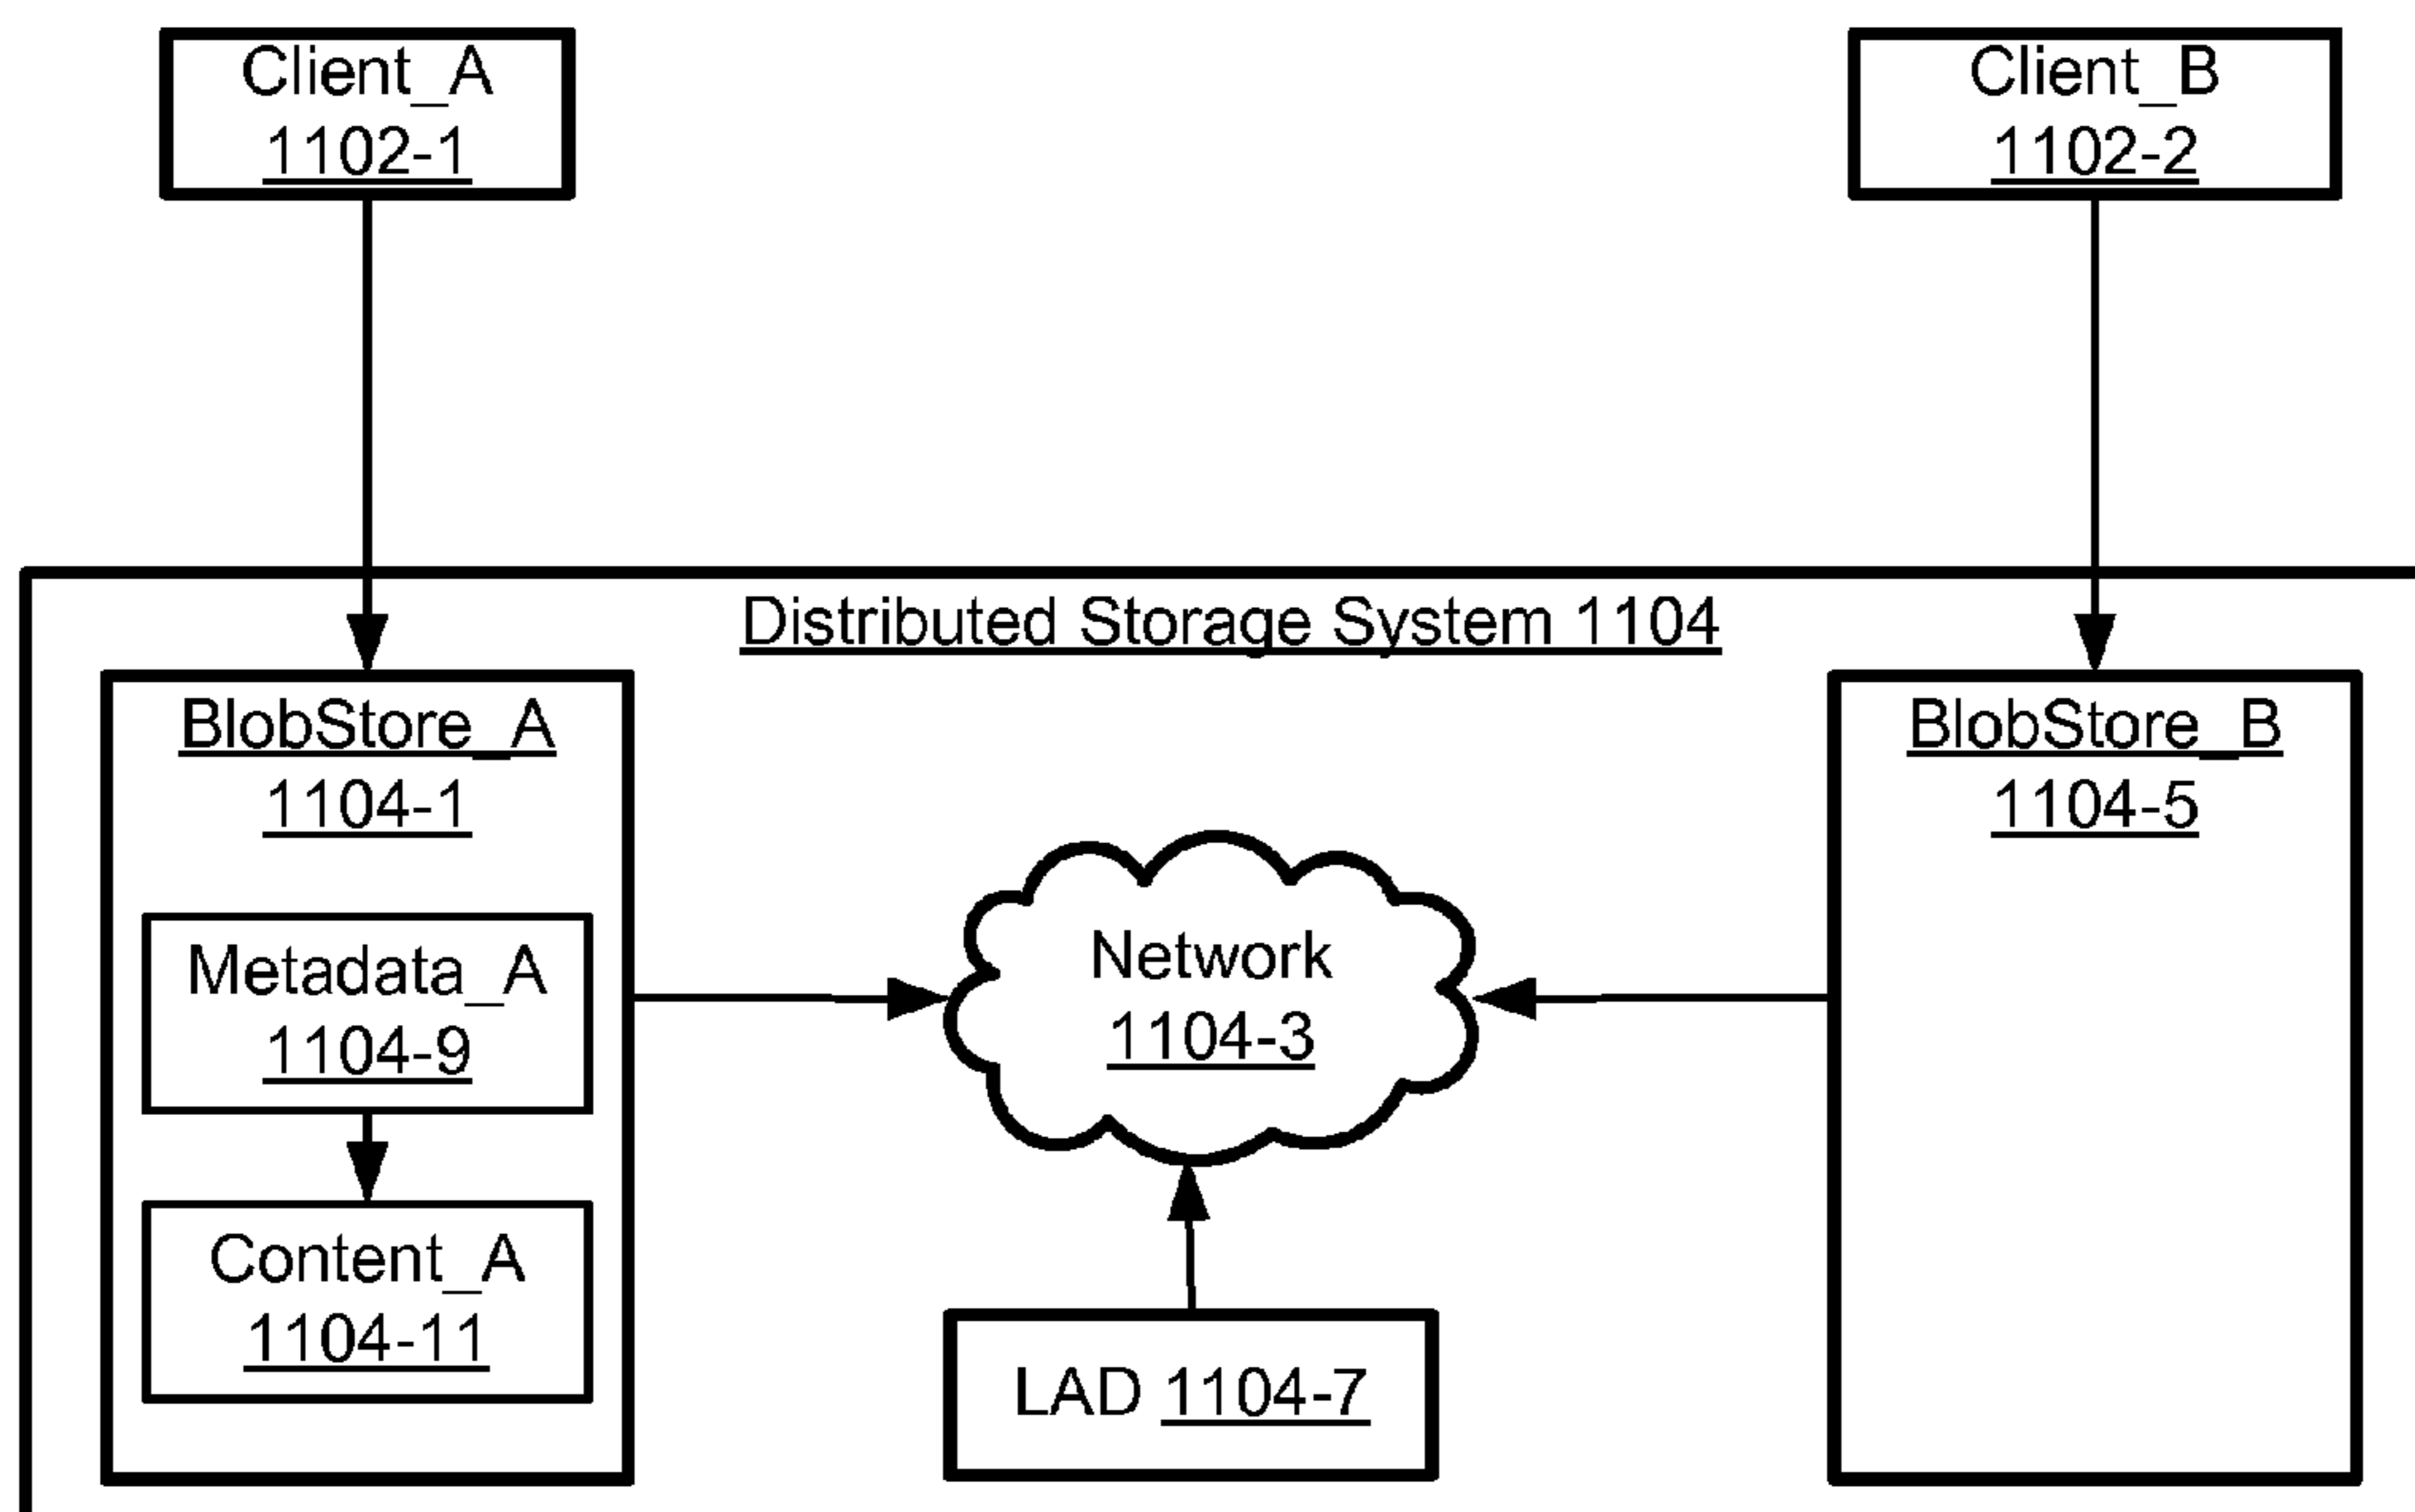 Client_A
1102-1
Client_B
1102-2
Distributed Storage System 1104
BlobStore_A
1104-1
BlobStore_B
1104-5
Metadata_A
1104-9
Network
1104-3
Content_A
1104-11
LAD 1104-7